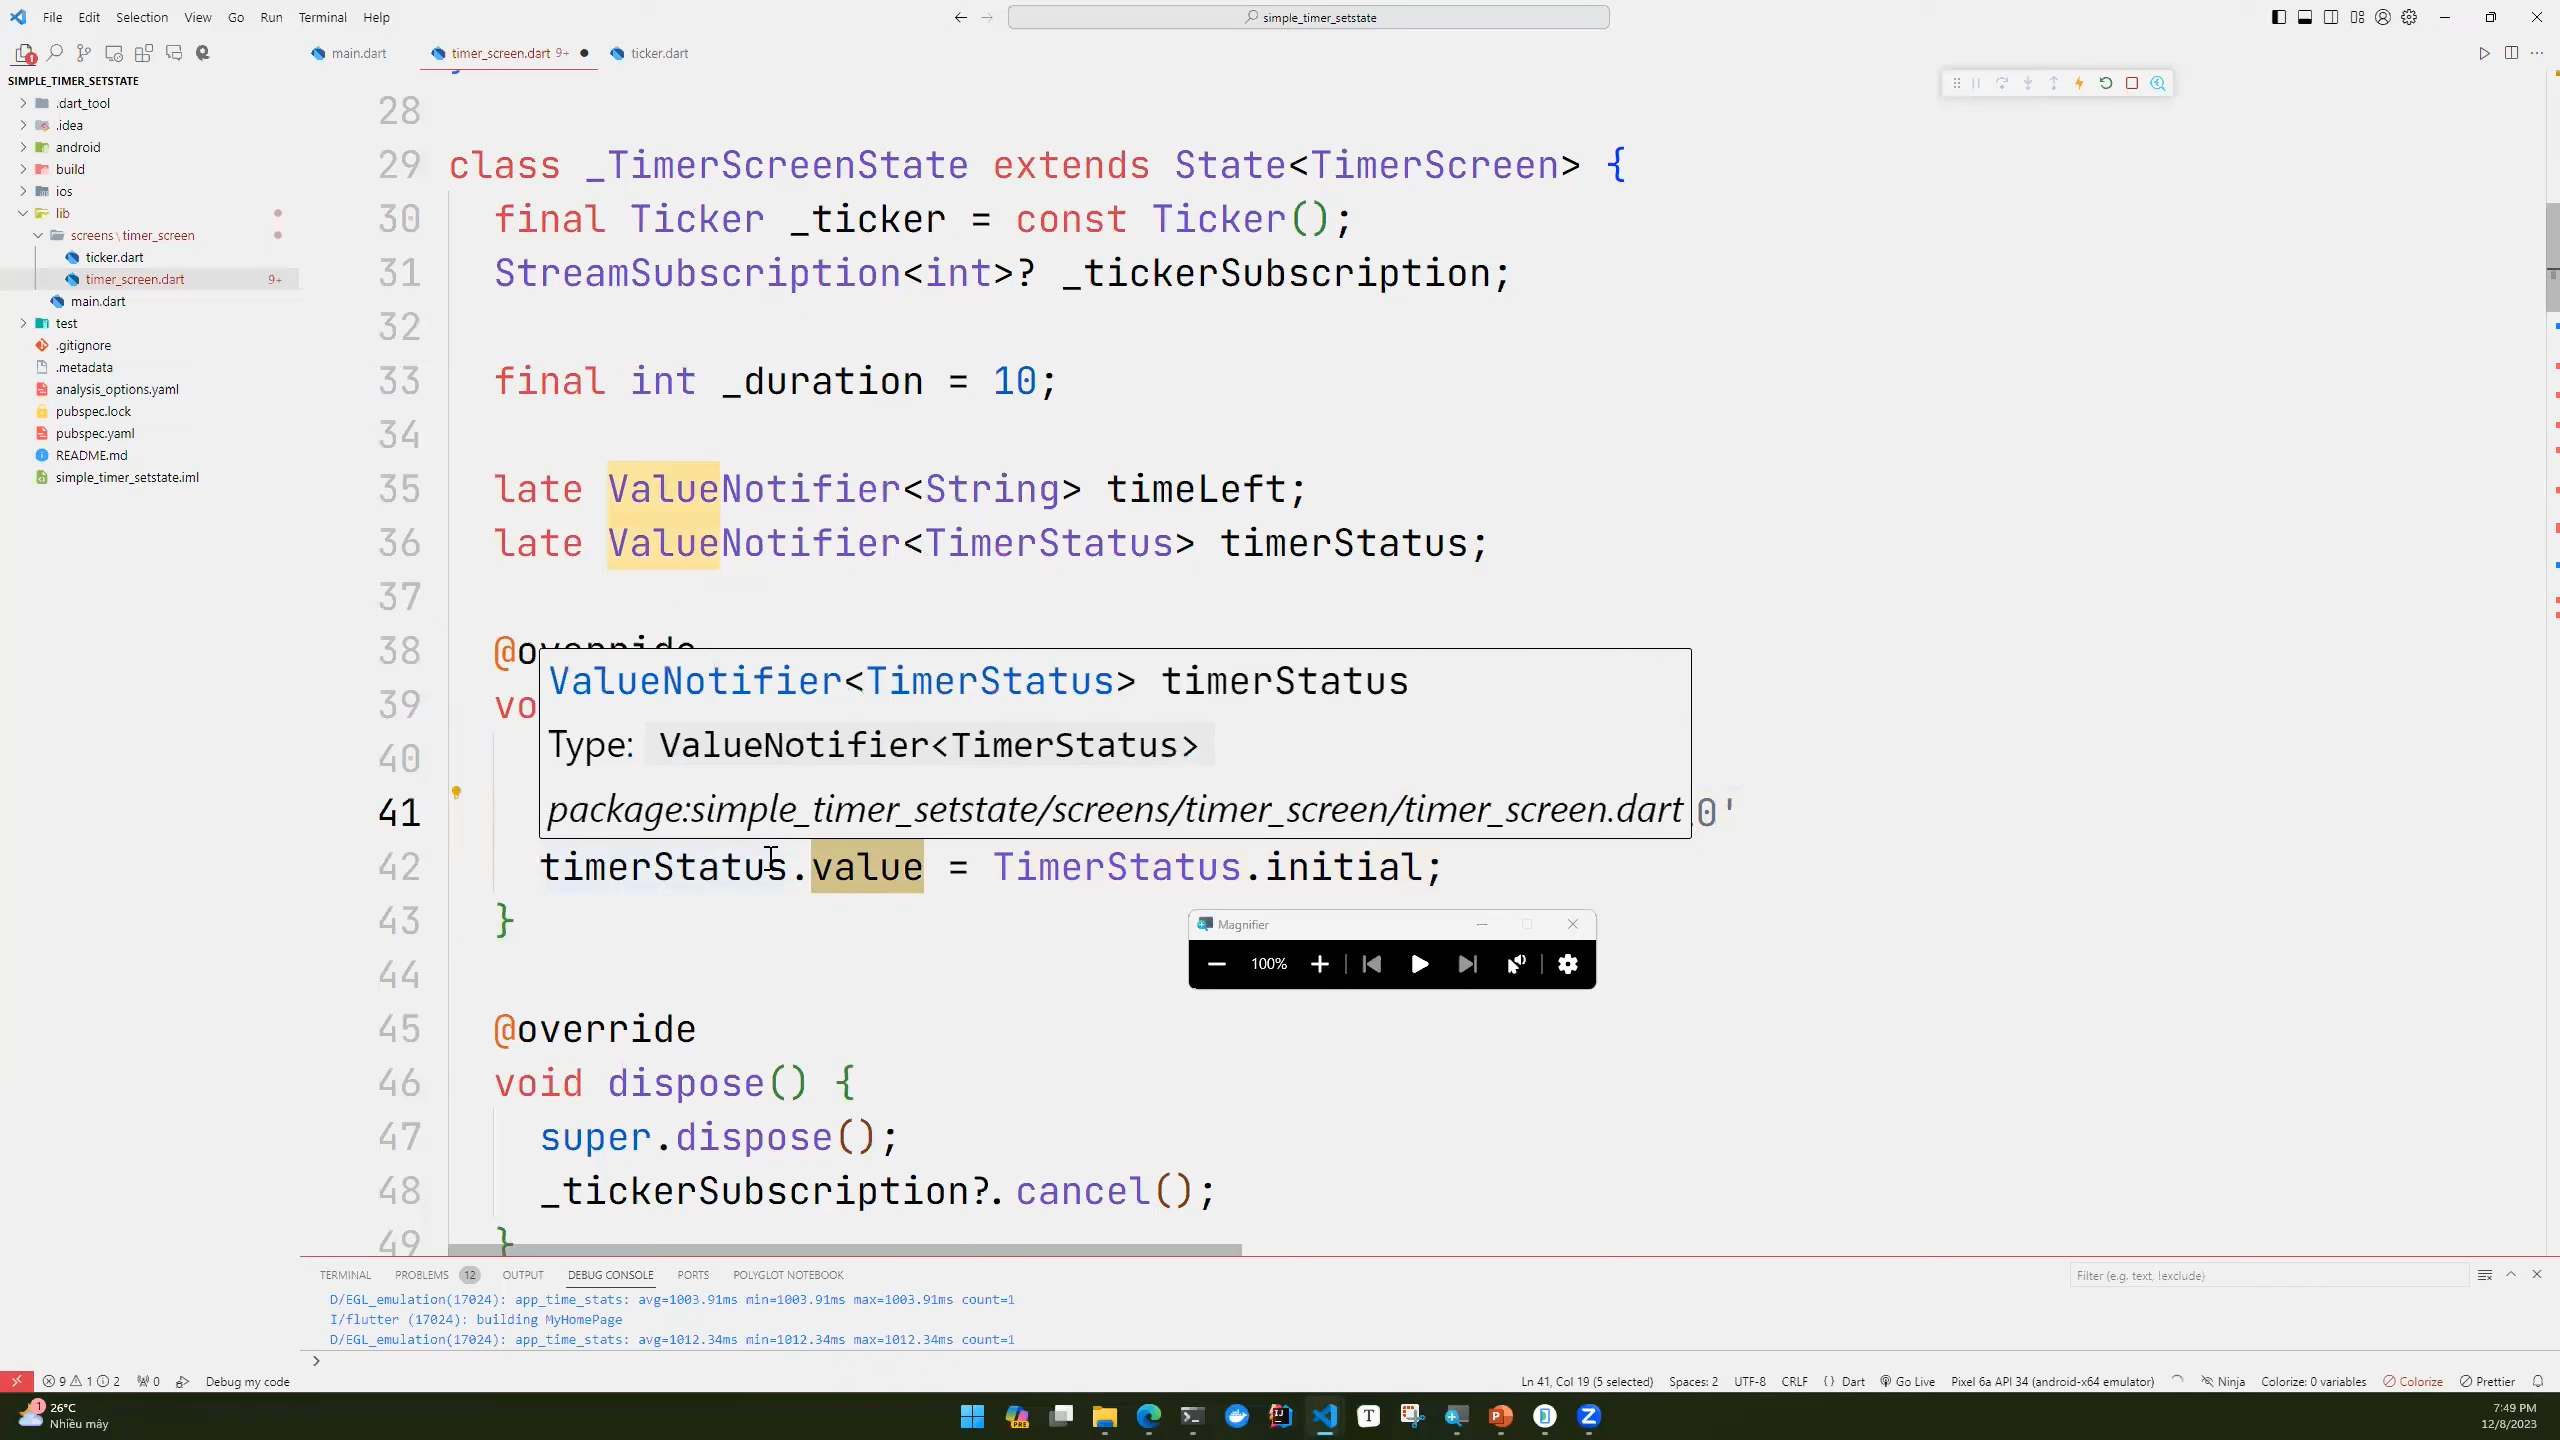 File Edit Selection View Go Run Terminal Help
simple_timer_setstate
main.dart
timer_screen.dart 9+
ticker.dart
SIMPLE_TIMER_SETSTATE
.dart_tool
.idea
android
build
ios
lib
screens \ timer_screen
ticker.dart
timer_screen.dart 9+
main.dart
test
.gitignore
.metadata
analysis_options.yaml
pubspec.lock
pubspec.yaml
README.md
simple_timer_setstate.iml
28
29 class _TimerScreenState extends State<TimerScreen> {
30 final Ticker _ticker = const Ticker();
31 StreamSubscription<int>? _tickerSubscription;
32
33 final int _duration = 10;
34
35 late ValueNotifier<String> timeLeft;
36 late ValueNotifier<TimerStatus> timerStatus;
37
38 @override
39 vo
ValueNotifier<TimerStatus> timerStatus
Type: ValueNotifier<TimerStatus>
package:simple_timer_setstate/screens/timer_screen/timer_screen.dart
40
41 0'
42 timerStatus.value = TimerStatus.initial;
43 }
Magnifier
100%
44
45 @override
46 void dispose() {
47 super.dispose();
48 _tickerSubscription?.cancel();
49 }
TERMINAL PROBLEMS 12 OUTPUT DEBUG CONSOLE PORTS POLYGLOT NOTEBOOK
Filter (e.g. text, !exclude)
D/EGL_emulation(17024): app_time_stats: avg=1003.91ms min=1003.91ms max=1003.91ms count=1
I/flutter (17024): building MyHomePage
D/EGL_emulation(17024): app_time_stats: avg=1012.34ms min=1012.34ms max=1012.34ms count=1
9 1 2 0 Debug my code
Ln 41, Col 19 (5 selected) Spaces: 2 UTF-8 CRLF {} Dart Go Live Pixel 6a API 34 (android-x64 emulator) Ninja Colorize: 0 variables Colorize Prettier
1
26°C
Nhiều mây
PRE
7:49 PM
12/8/2023